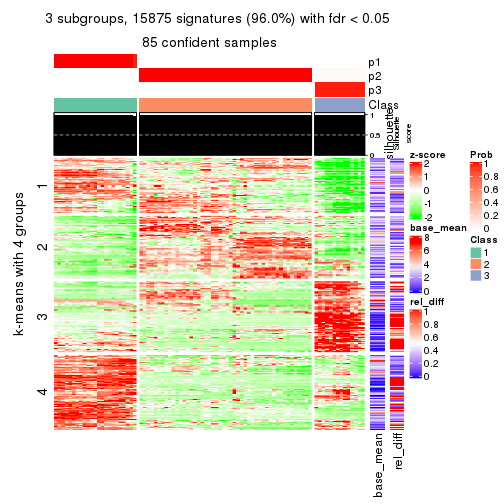 3 subgroups, 15875 signatures (96.0%) with fdr < 0.05
85 confident samples
p1
p2
p3
Class
1
0.5
0
silhouette
Silhouette
score
k-means with 4 groups
1
2
3
4
base_mean
rel_diff
z-score
2
1
0
-1
-2
base_mean
8
6
4
2
0
rel_diff
1
0.8
0.6
0.4
0.2
0
Prob
1
0.8
0.6
0.4
0.2
0
Class
1
2
3